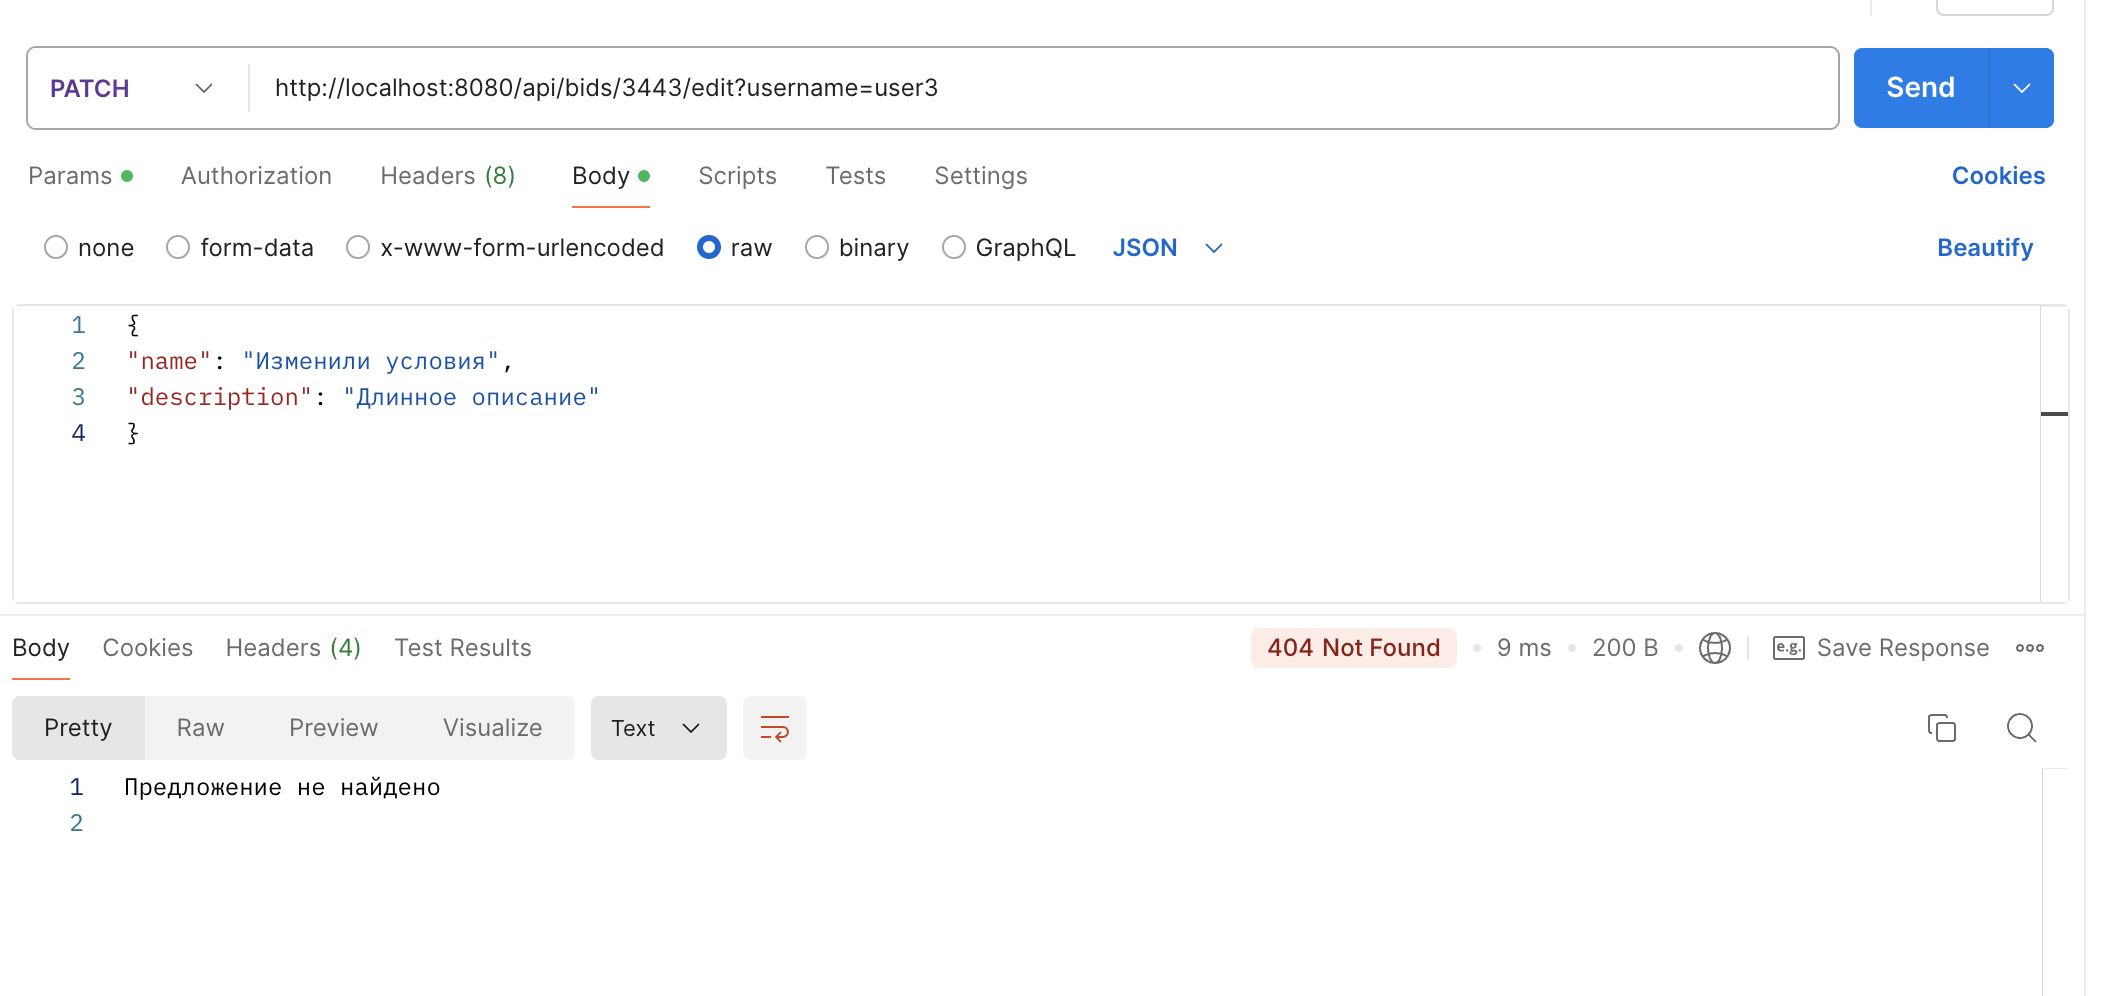 PATCH http://localhost:8080/api/bids/3443/edit?username=user3 Send
Params Authorization Headers (8) Body Scripts Tests Settings Cookies
none form-data x-www-form-urlencoded raw binary GraphQL JSON Beautify
1 {
2 "name": "Изменили условия",
3 "description": "Длинное описание"
4 }
Body Cookies Headers (4) Test Results 404 Not Found 9 ms 200 B e.g. Save Response
Pretty Raw Preview Visualize Text
1 Предложение не найдено
2